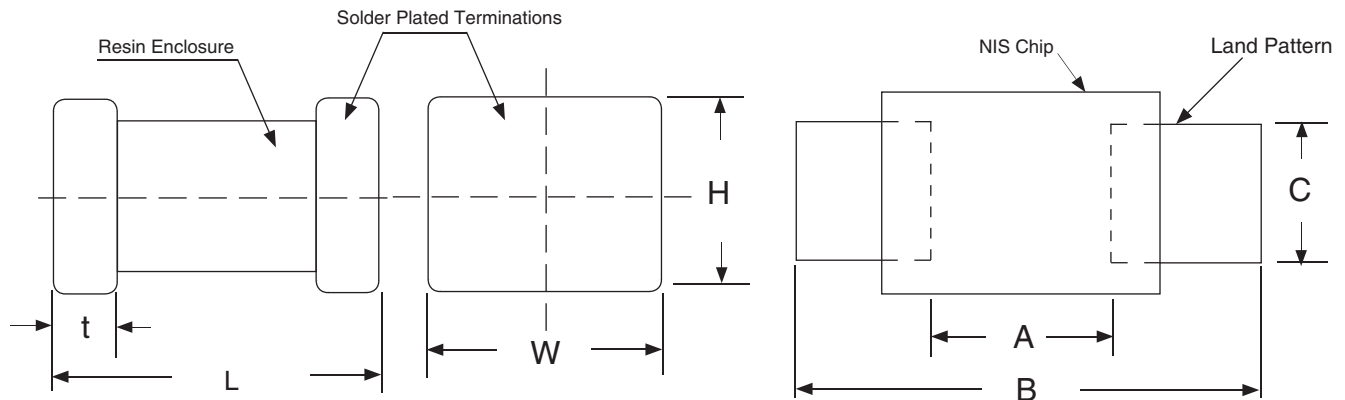 Solder Plated Terminations
Resin Enclosure
NIS Chip
Land Pattern
H
C
t
A
W
L
B